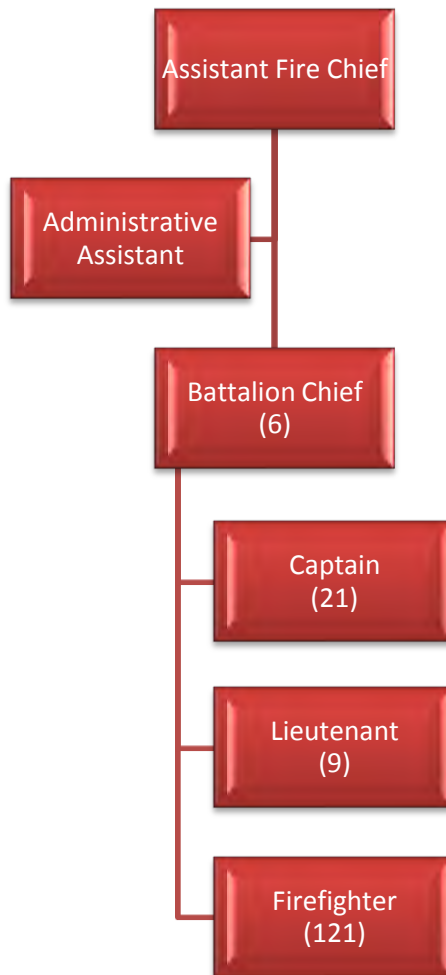 Assistant Fire Chief
Administrative
Assistant
Battalion Chief
(6)
Captain
(21)
Lieutenant
(9)
Firefighter
(121)